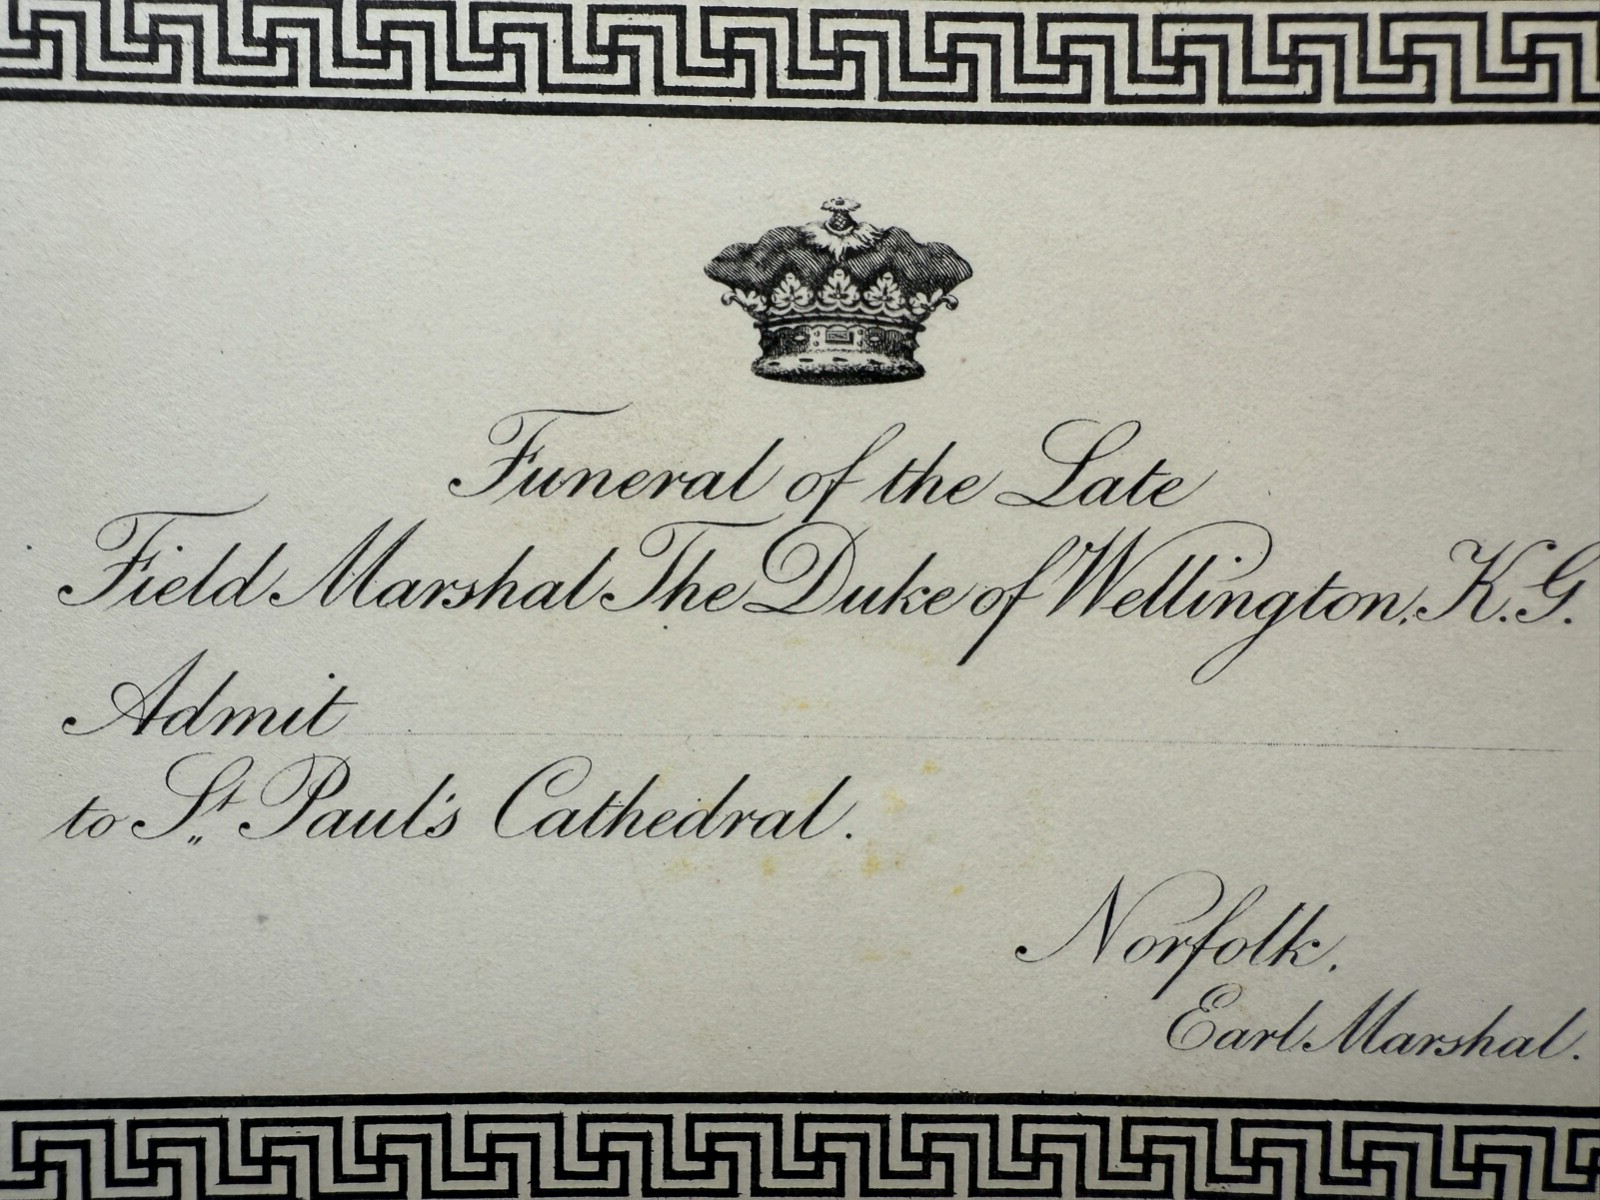 Funeral of the Late
Field Marshal The Duke of Wellington, K.G.
Admit
to St. Paul's Cathedral.
Norfolk.
Earl Marshal.